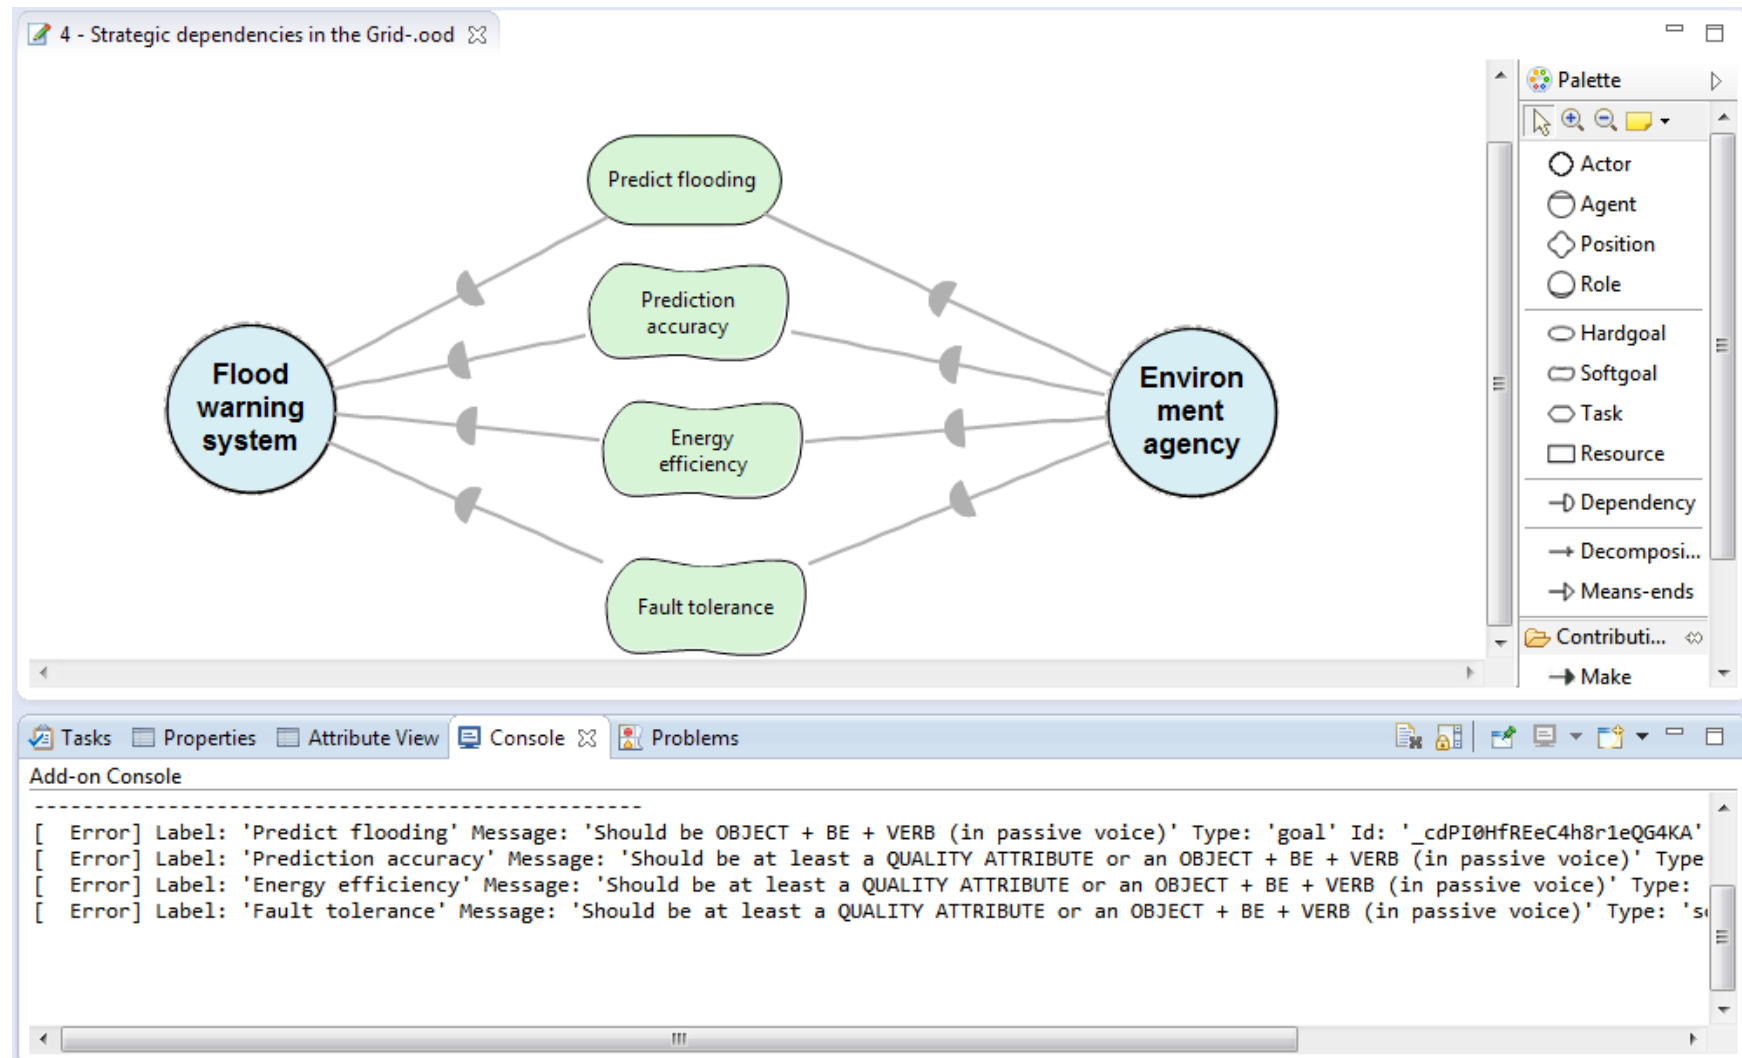 4 - Strategic dependencies in the Grid-.ood
Palette
Predict flooding
Prediction
accuracy
Energy
efficiency
Fault tolerance
Flood
warning
system
Environ
ment
agency
Actor
Agent
Position
Role
Hardgoal
Softgoal
Task
Resource
Dependency
Decomposi...
Means-ends
Contributi...
Make
Tasks Properties Attribute View Console Problems
Add-on Console
--------------------------------------------------
[  Error] Label: 'Predict flooding' Message: 'Should be OBJECT + BE + VERB (in passive voice)' Type: 'goal' Id: '_cdPI0HfREeC4h8r1eQG4KA'
[  Error] Label: 'Prediction accuracy' Message: 'Should be at least a QUALITY ATTRIBUTE or an OBJECT + BE + VERB (in passive voice)' Type
[  Error] Label: 'Energy efficiency' Message: 'Should be at least a QUALITY ATTRIBUTE or an OBJECT + BE + VERB (in passive voice)' Type:
[  Error] Label: 'Fault tolerance' Message: 'Should be at least a QUALITY ATTRIBUTE or an OBJECT + BE + VERB (in passive voice)' Type: 's